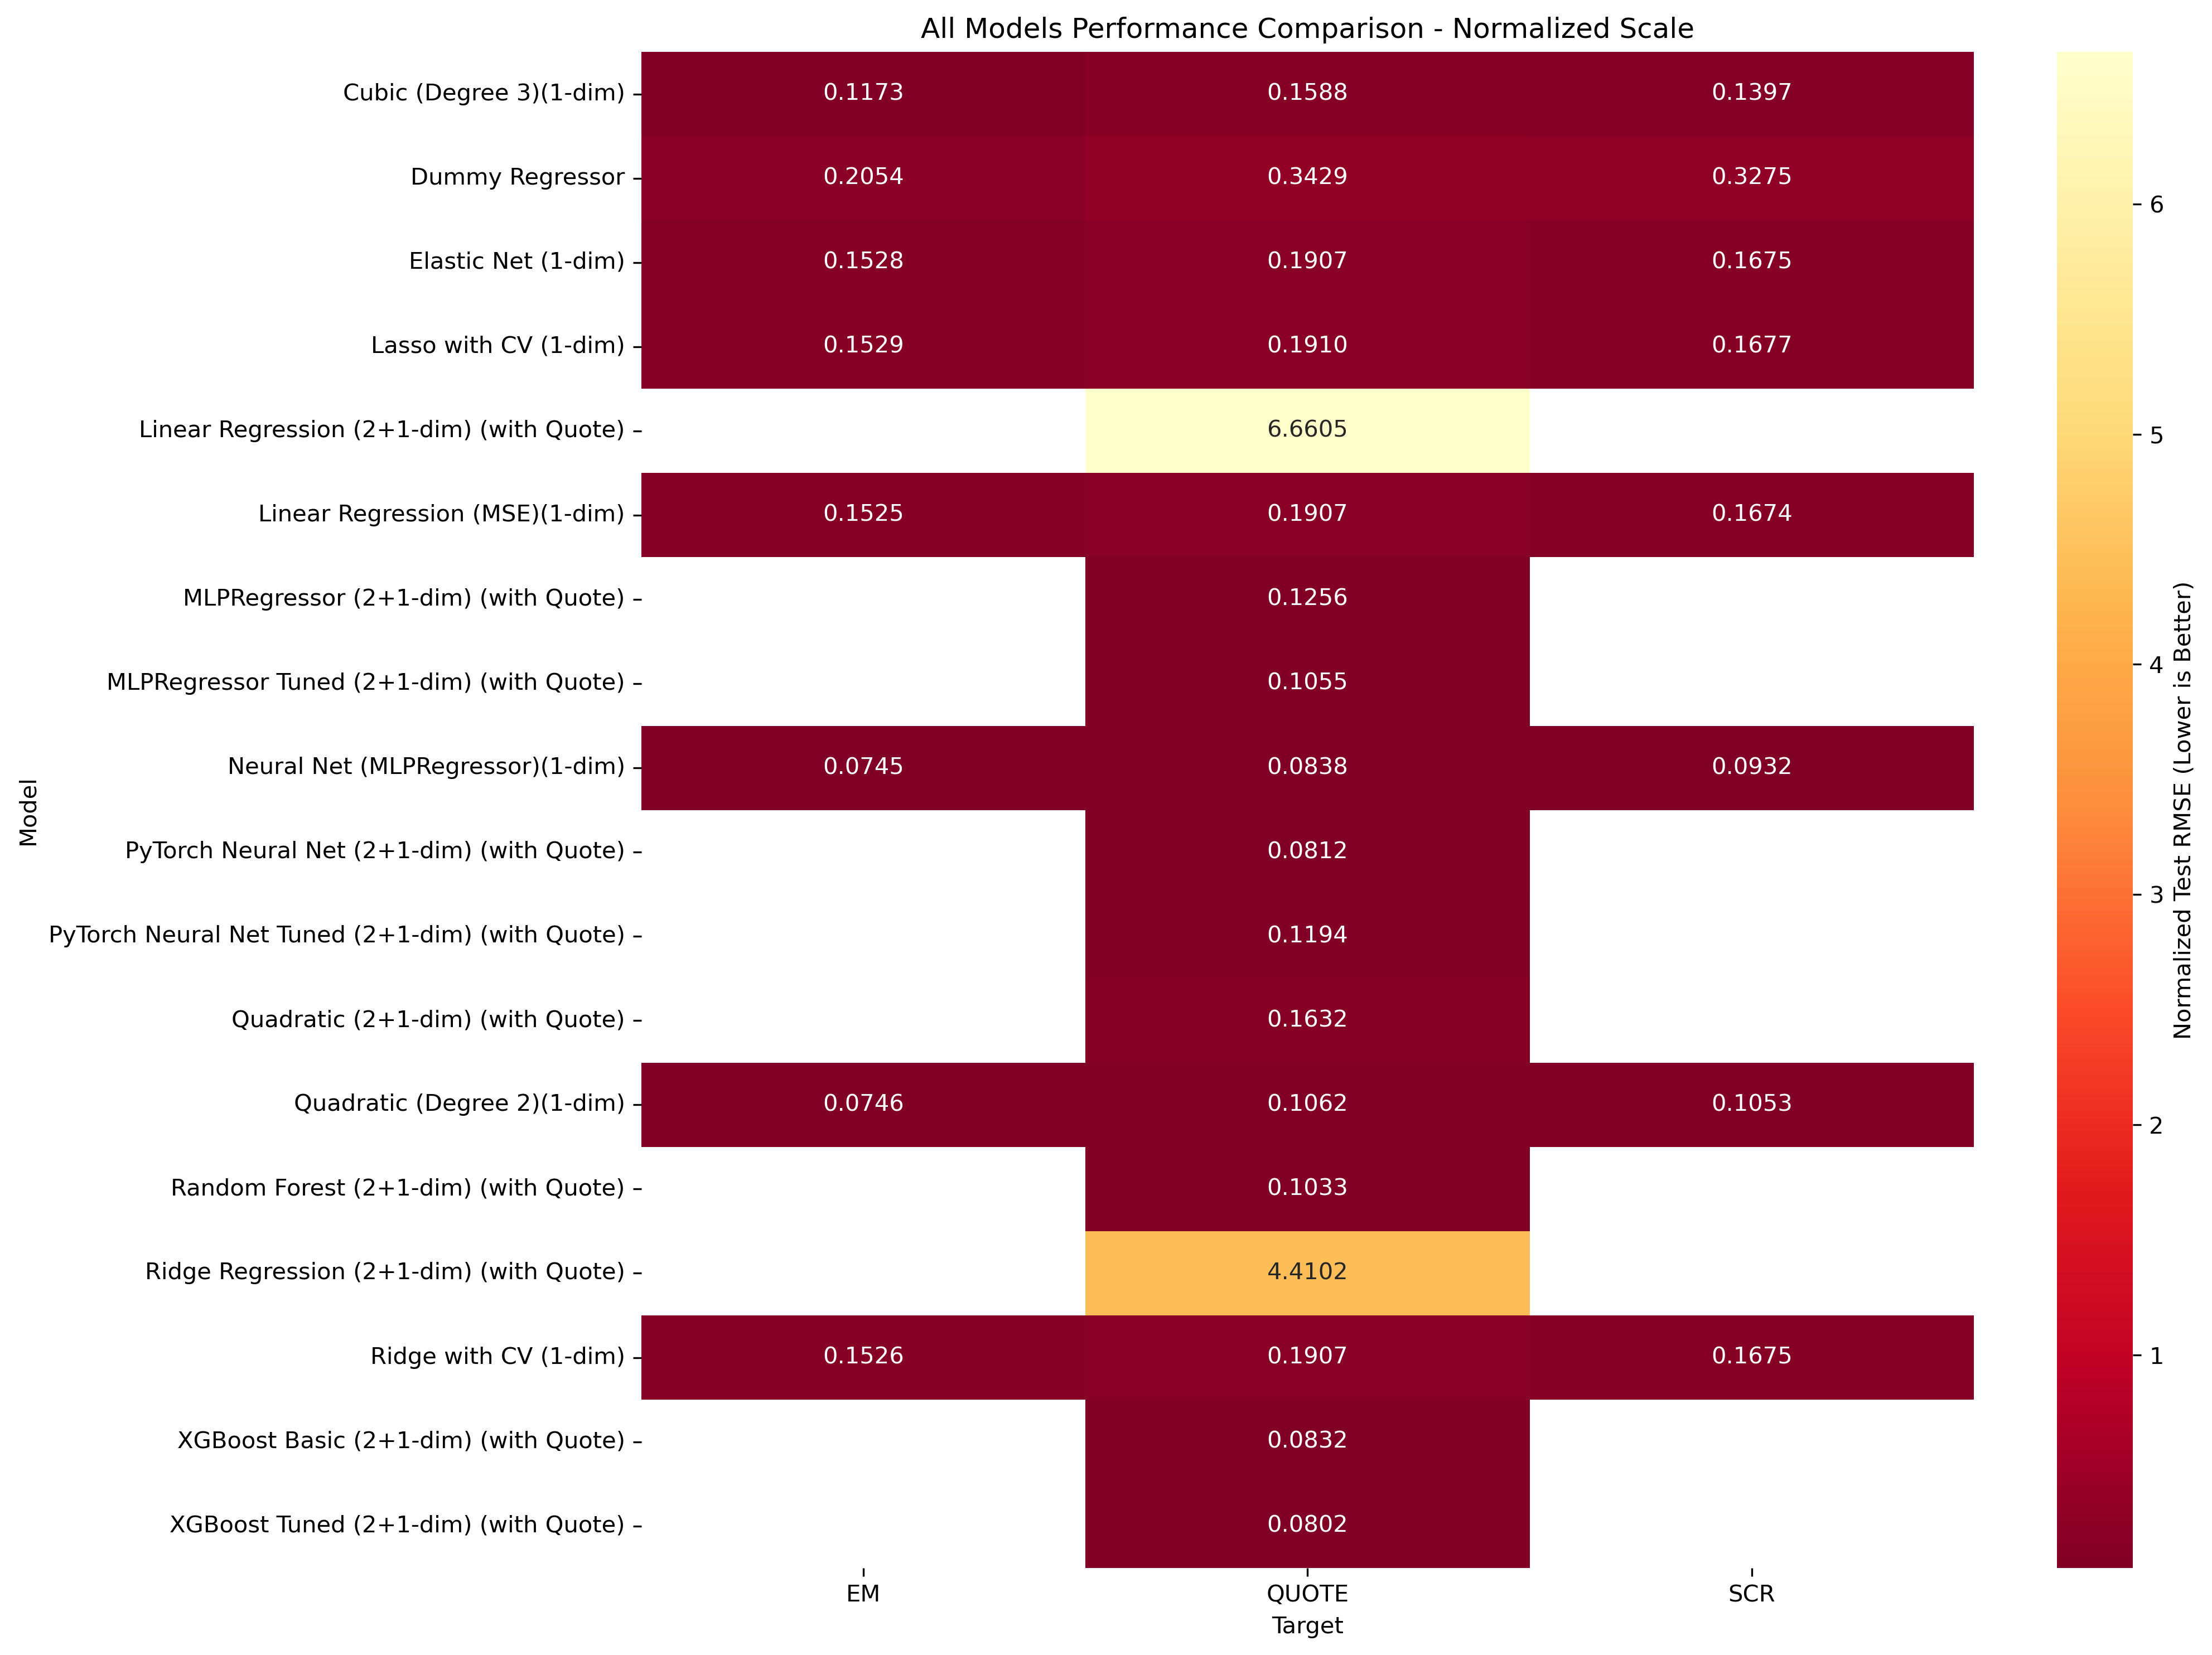 All Models Performance Comparison - Normalized Scale
Cubic (Degree 3)(1-dim) 0.1173 0.1588 0.1397
Dummy Regressor 0.2054 0.3429 0.3275
Elastic Net (1-dim) 0.1528 0.1907 0.1675
Lasso with CV (1-dim) 0.1529 0.1910 0.1677
Linear Regression (2+1-dim) (with Quote) 6.6605
Linear Regression (MSE)(1-dim) 0.1525 0.1907 0.1674
MLPRegressor (2+1-dim) (with Quote) 0.1256
MLPRegressor Tuned (2+1-dim) (with Quote) 0.1055
Neural Net (MLPRegressor)(1-dim) 0.0745 0.0838 0.0932
PyTorch Neural Net (2+1-dim) (with Quote) 0.0812
PyTorch Neural Net Tuned (2+1-dim) (with Quote) 0.1194
Quadratic (2+1-dim) (with Quote) 0.1632
Quadratic (Degree 2)(1-dim) 0.0746 0.1062 0.1053
Random Forest (2+1-dim) (with Quote) 0.1033
Ridge Regression (2+1-dim) (with Quote) 4.4102
Ridge with CV (1-dim) 0.1526 0.1907 0.1675
XGBoost Basic (2+1-dim) (with Quote) 0.0832
XGBoost Tuned (2+1-dim) (with Quote) 0.0802
EM QUOTE SCR
Target
Model
6
5
4
3
2
1
Normalized Test RMSE (Lower is Better)